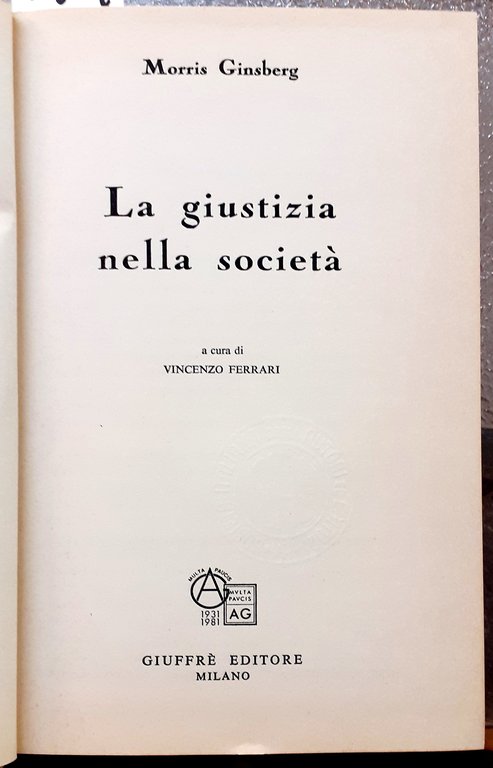 Morris Ginsberg
La giustizia
nella società
a cura di
VINCENZO FERRARI
MVLTA PAVCIS
A
1931
1981
MVLTA
PAVCIS
AG
GIUFFRÈ EDITORE
MILANO